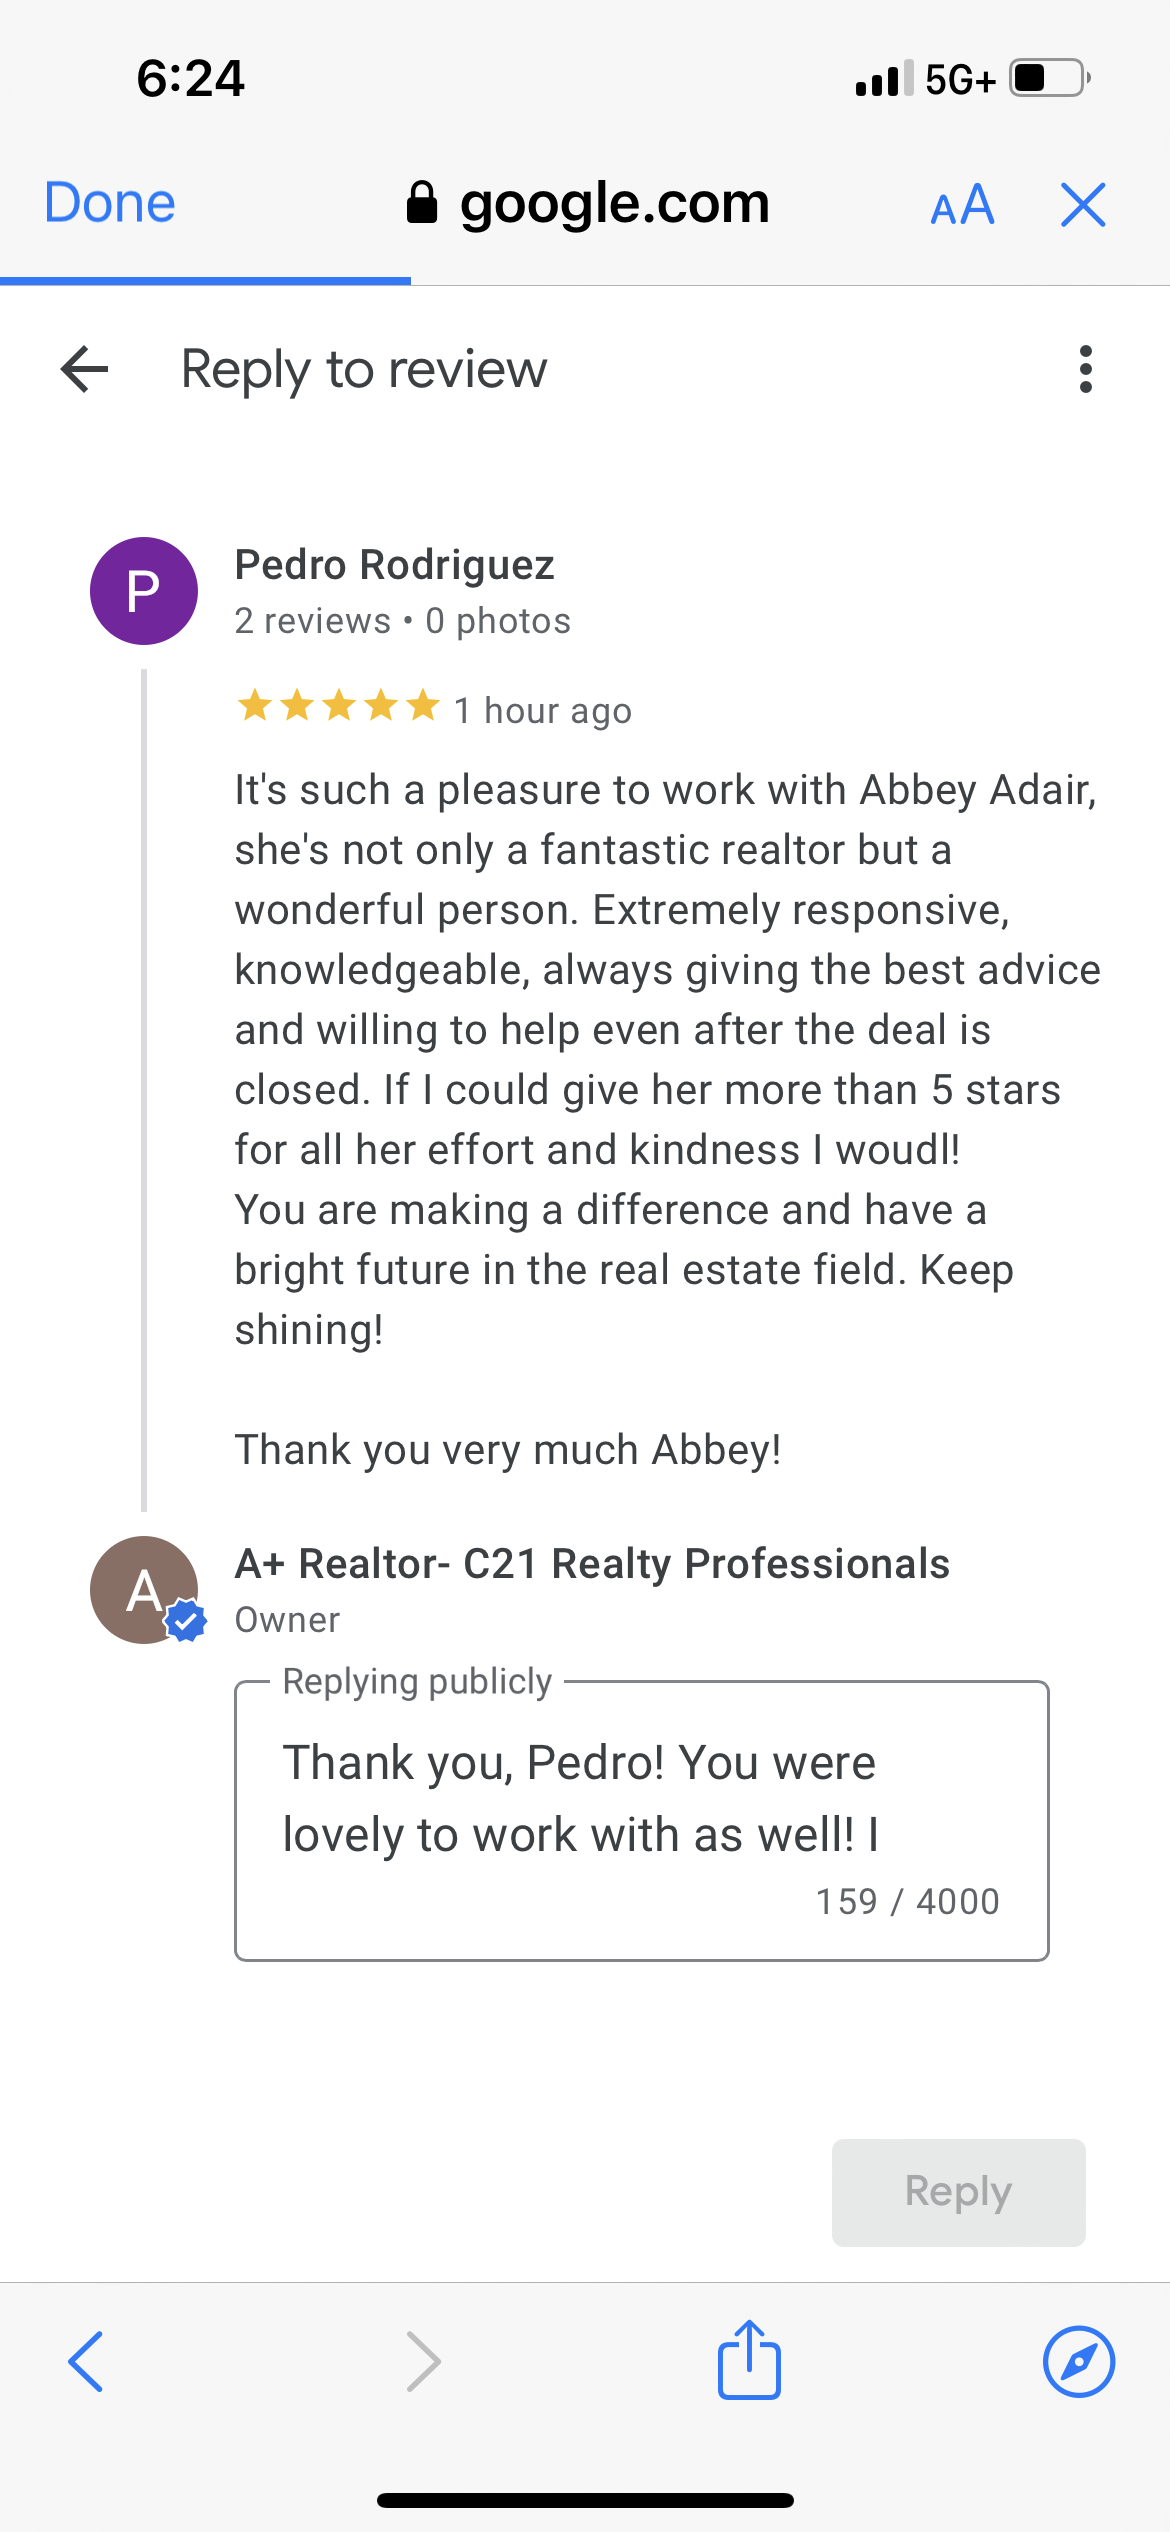 6:24
5G+
Done
google.com
AA
Reply to review
P
Pedro Rodriguez
2 reviews • 0 photos
1 hour ago
It's such a pleasure to work with Abbey Adair,
she's not only a fantastic realtor but a
wonderful person. Extremely responsive,
knowledgeable, always giving the best advice
and willing to help even after the deal is
closed. If I could give her more than 5 stars
for all her effort and kindness I woudl!
You are making a difference and have a
bright future in the real estate field. Keep
shining!
Thank you very much Abbey!
A
A+ Realtor- C21 Realty Professionals
Owner
Replying publicly
Thank you, Pedro! You were
lovely to work with as well! I
159 / 4000
Reply